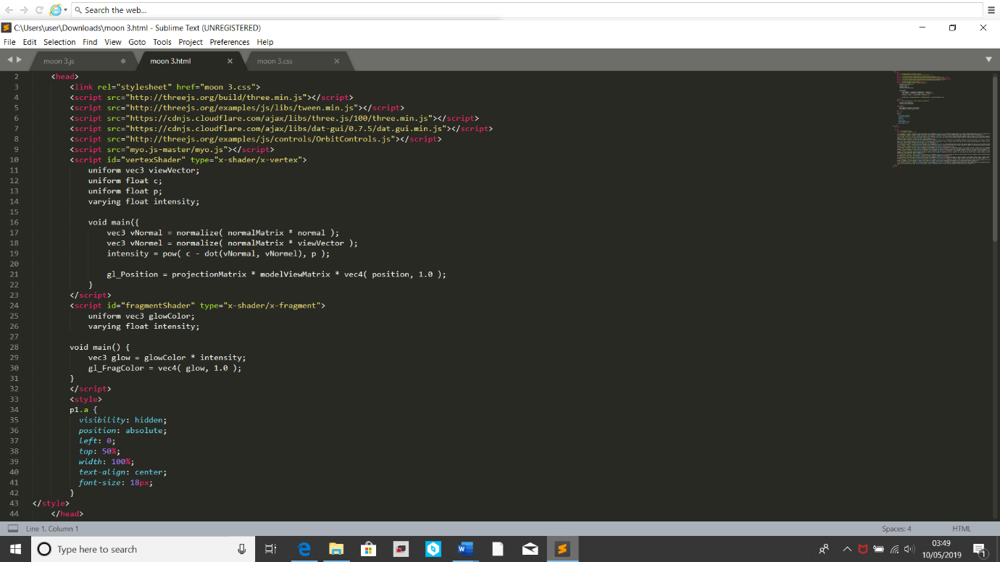 Search the web...
C:\Users\user\Downloads\moon 3.html - Sublime Text (UNREGISTERED)
File Edit Selection Find View Goto Tools Project Preferences Help
moon 3.js moon 3.html moon 3.css
2 <head>
3 <link rel="stylesheet" href="moon 3.css">
4 <script src="http://threejs.org/build/three.min.js"></script>
5 <script src="http://threejs.org/examples/js/libs/tween.min.js"></script>
6 <script src="https://cdnjs.cloudflare.com/ajax/libs/three.js/100/three.min.js"></script>
7 <script src="https://cdnjs.cloudflare.com/ajax/libs/dat-gui/0.7.5/dat.gui.min.js"></script>
8 <script src="http://threejs.org/examples/js/controls/OrbitControls.js"></script>
9 <script src="myo.js-master/myo.js"></script>
10 <script id="vertexShader" type="x-shader/x-vertex">
11 uniform vec3 viewVector;
12 uniform float c;
13 uniform float p;
14 varying float intensity;
15
16 void main({
17 vec3 vNormal = normalize( normalMatrix * normal );
18 vec3 vNormel = normalize( normalMatrix * viewVector );
19 intensity = pow( c - dot(vNormal, vNormel), p );
20
21 gl_Position = projectionMatrix * modelViewMatrix * vec4( position, 1.0 );
22 }
23 </script>
24 <script id="fragmentShader" type="x-shader/x-fragment">
25 uniform vec3 glowColor;
26 varying float intensity;
27
28 void main() {
29 vec3 glow = glowColor * intensity;
30 gl_FragColor = vec4( glow, 1.0 );
31 }
32 </script>
33 <style>
34 p1.a {
35 visibility: hidden;
36 position: absolute;
37 left: 0;
38 top: 50%;
39 width: 100%;
40 text-align: center;
41 font-size: 18px;
42 }
43 </style>
44 </head>
Line 1, Column 1 Spaces: 4 HTML
Type here to search
03:49
10/05/2019
1